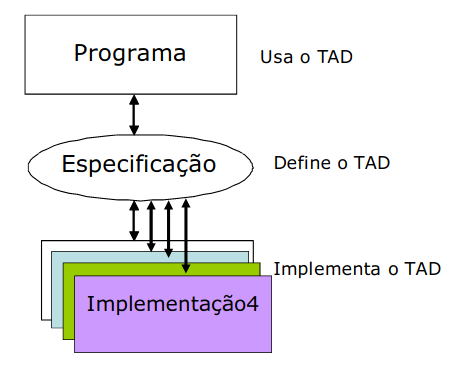 Programa
Usa o TAD
Especificação
Define o TAD
Implementa o TAD
Implementação4